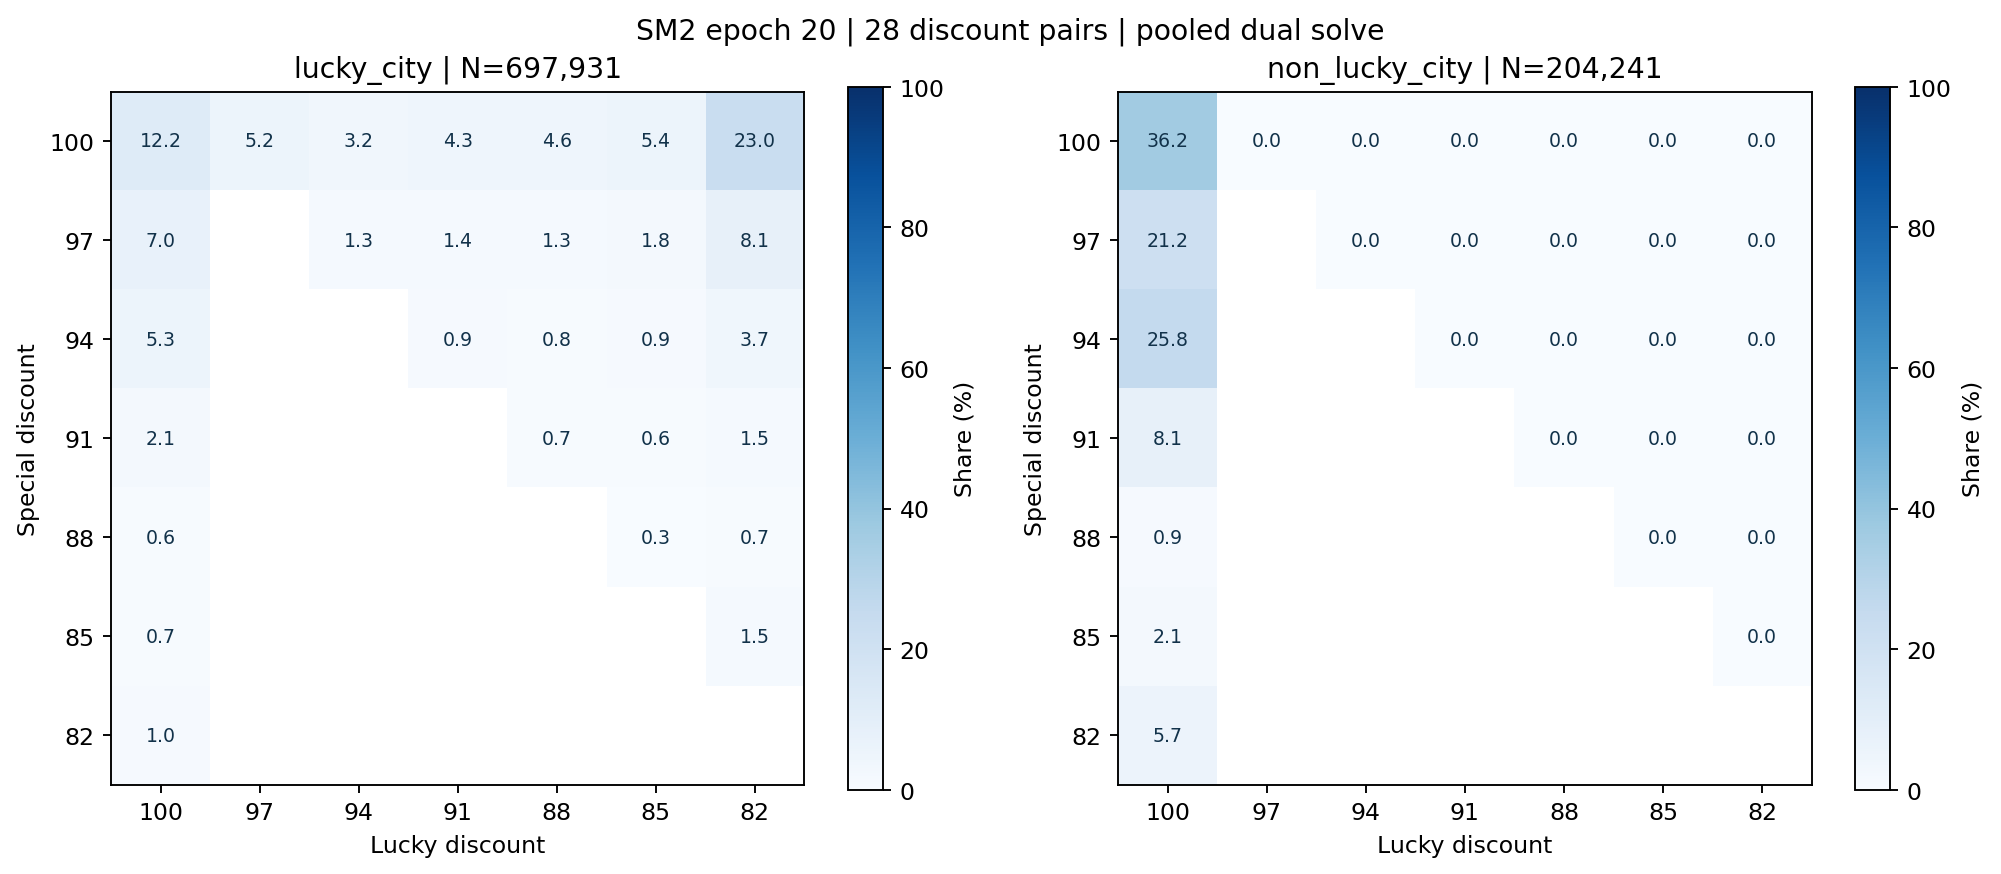 SM2 epoch 20 | 28 discount pairs | pooled dual solve
lucky_city | N=697,931
100 12.2 5.2 3.2 4.3 4.6 5.4 23.0
97 7.0 1.3 1.4 1.3 1.8 8.1
94 5.3 0.9 0.8 0.9 3.7
91 2.1 0.7 0.6 1.5
88 0.6 0.3 0.7
85 0.7 1.5
82 1.0
100 97 94 91 88 85 82
Lucky discount
Special discount
100
80
60
40
20
0
Share (%)
non_lucky_city | N=204,241
100 36.2 0.0 0.0 0.0 0.0 0.0 0.0
97 21.2 0.0 0.0 0.0 0.0 0.0
94 25.8 0.0 0.0 0.0 0.0
91 8.1 0.0 0.0 0.0
88 0.9 0.0 0.0
85 2.1 0.0
82 5.7
100 97 94 91 88 85 82
Lucky discount
Special discount
100
80
60
40
20
0
Share (%)